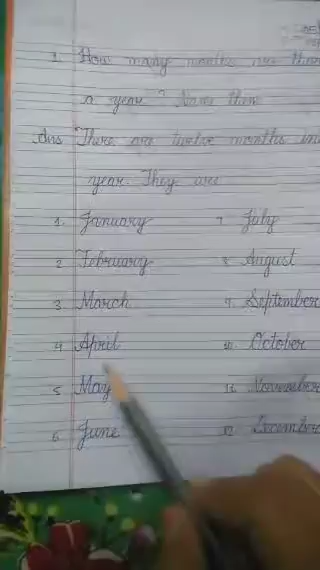 1. How many months are there
a year? Name them
Ans There are twelve months in
year. They are
1. January 7. July
2. February 8. August
3 March 9. September
4. April 10. October
5. May 11. November
6. June 12. December